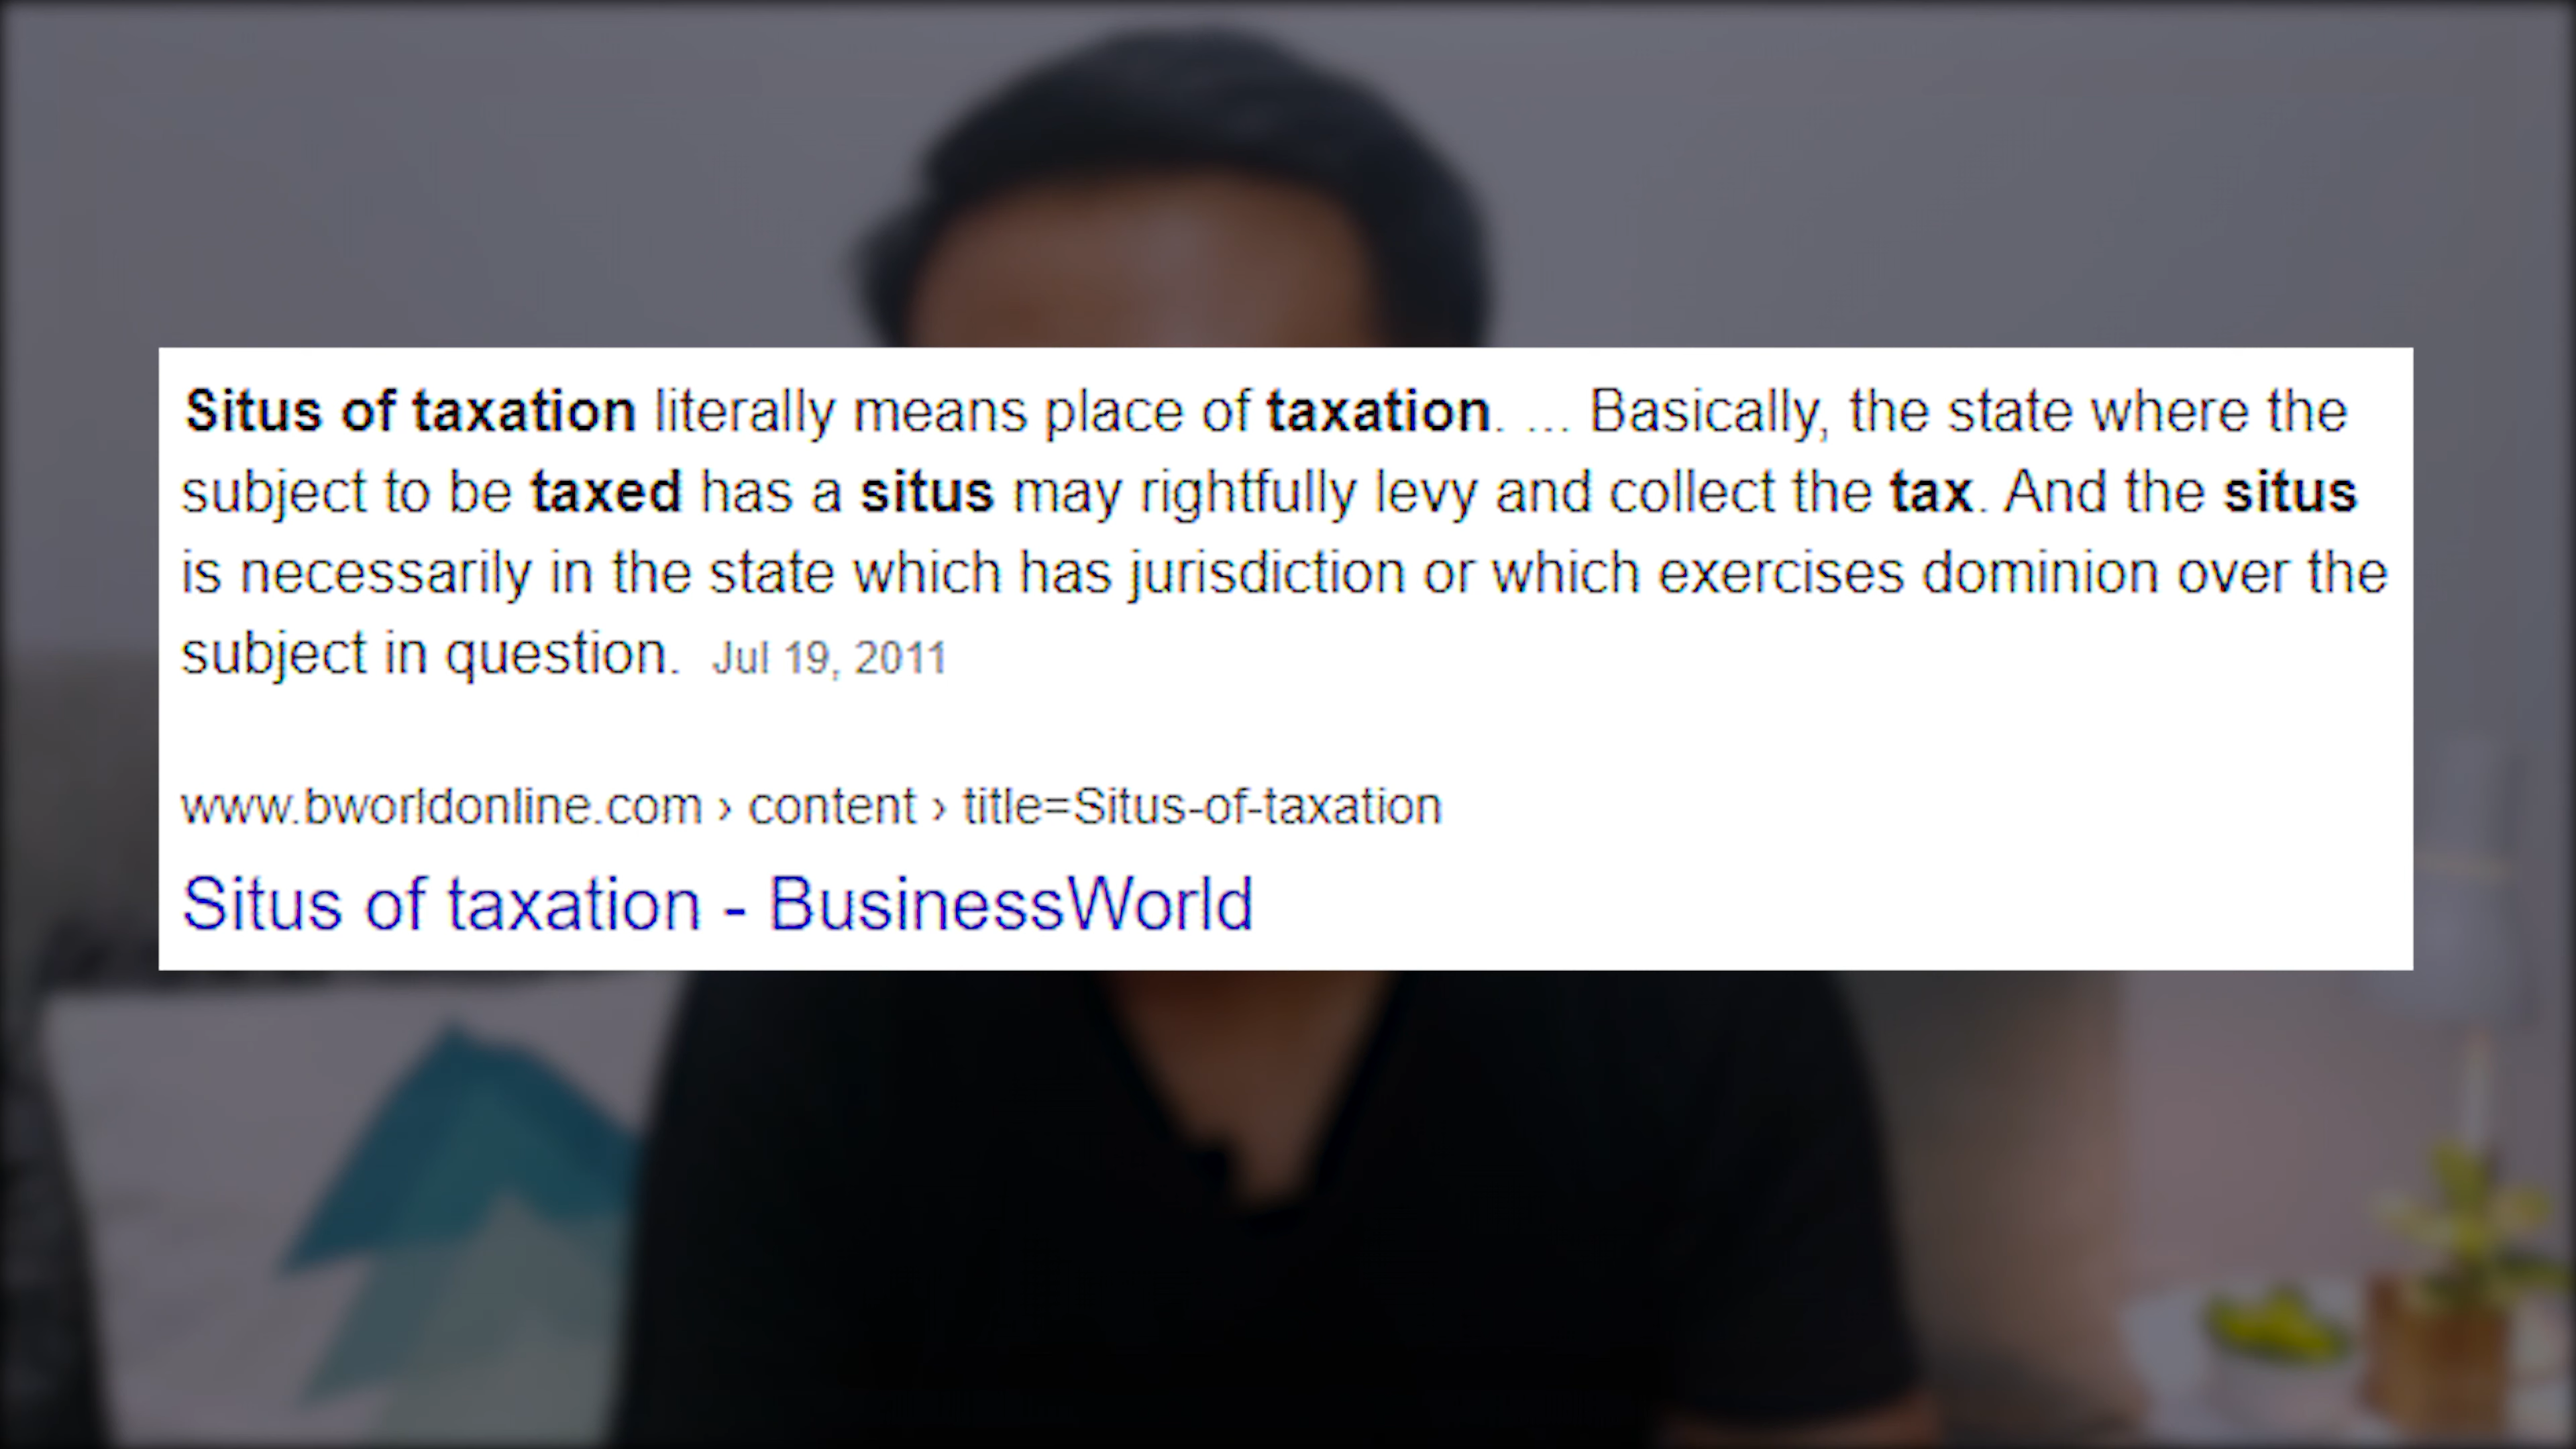 Situs of taxation literally means place of taxation. ... Basically, the state where the
subject to be taxed has a situs may rightfully levy and collect the tax. And the situs
is necessarily in the state which has jurisdiction or which exercises dominion over the
subject in question. Jul 19, 2011
www.bworldonline.com › content › title=Situs-of-taxation
Situs of taxation - BusinessWorld